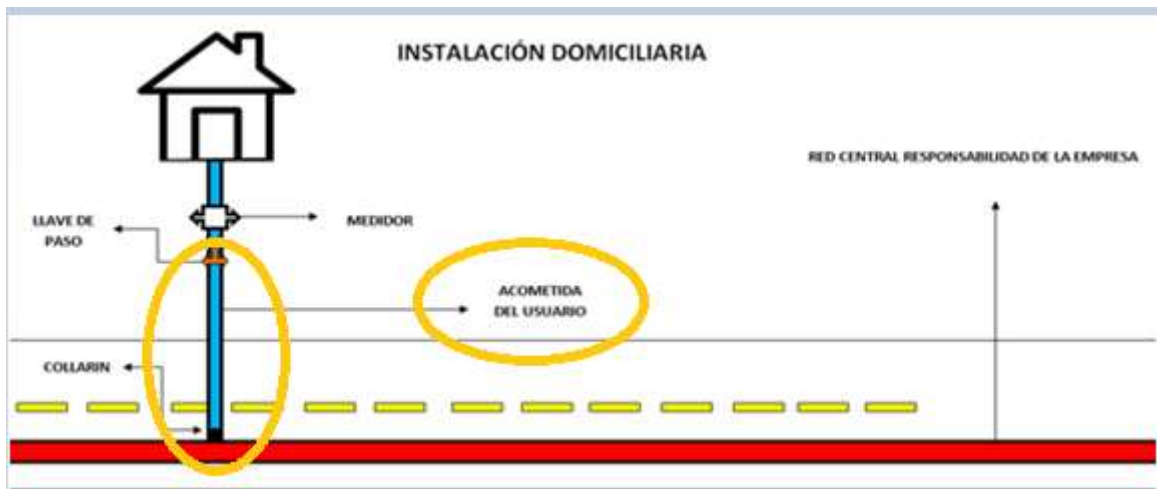 INSTALACIÓN DOMICILIARIA
RED CENTRAL RESPONSABILIDAD DE LA EMPRESA
LLAVE DE
PASO
MEDIDOR
ACOMETIDA
DEL USUARIO
COLLARIN